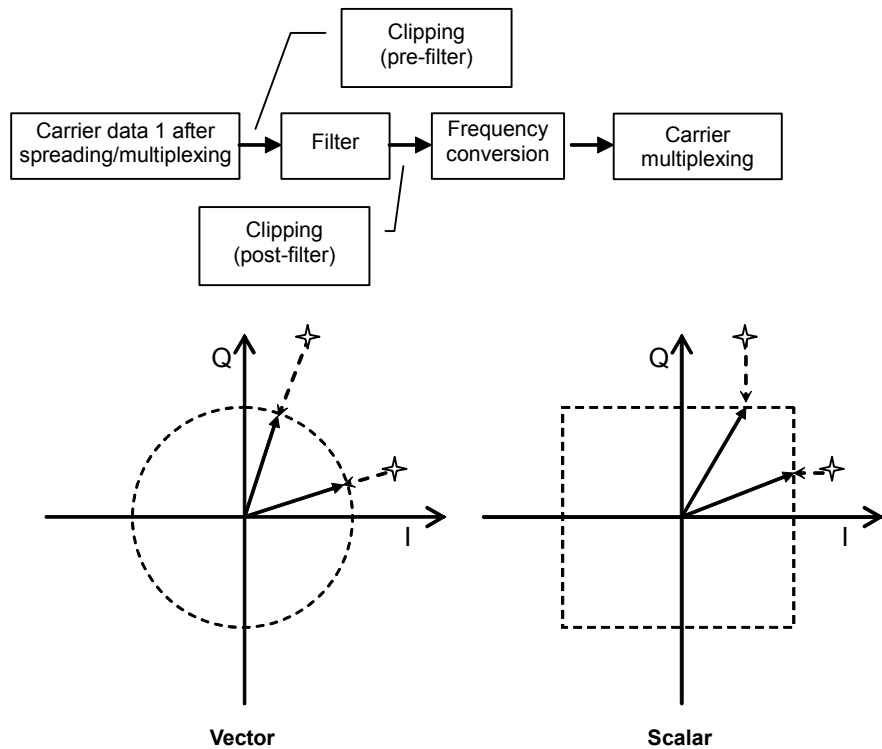 Clipping
(pre-filter)
Carrier data 1 after
spreading/multiplexing
Filter
Frequency
conversion
Carrier
multiplexing
Clipping
(post-filter)
Q
I
Q
I
Vector
Scalar